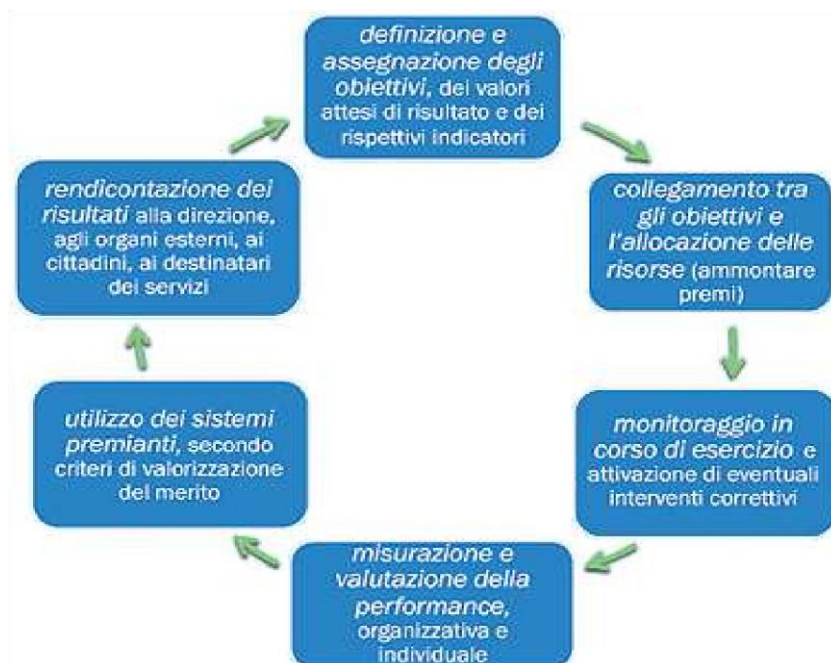 definizione e
assegnazione degli
obiettivi, dei valori
attesi di risultato e dei
rispettivi indicatori
collegamento tra
gli obiettivi e
l'allocazione delle
risorse (ammontare
premi)
monitoraggio in
corso di esercizio e
attivazione di eventuali
interventi correttivi
misurazione e
valutazione della
performance,
organizzativa e
individuale
utilizzo dei sistemi
premianti, secondo
criteri di valorizzazione
del merito
rendicontazione dei
risultati alla direzione,
agli organi esterni, ai
cittadini, ai destinatari
dei servizi